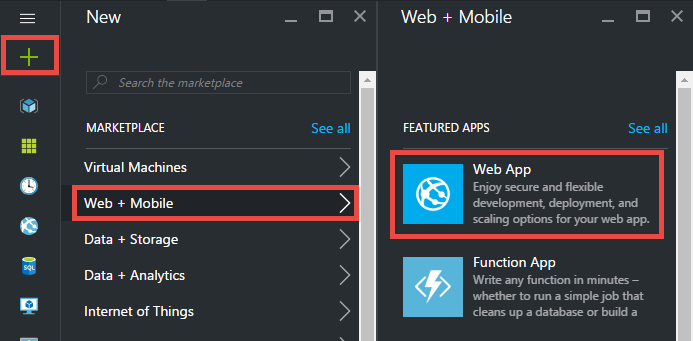 New
Search the marketplace
MARKETPLACE See all
Virtual Machines
Web + Mobile
Data + Storage
Data + Analytics
Internet of Things
Web + Mobile
FEATURED APPS See all
Web App
Enjoy secure and flexible
development, deployment, and
scaling options for your web app.
Function App
Write any function in minutes –
whether to run a simple job that
cleans up a database or build a
SQL